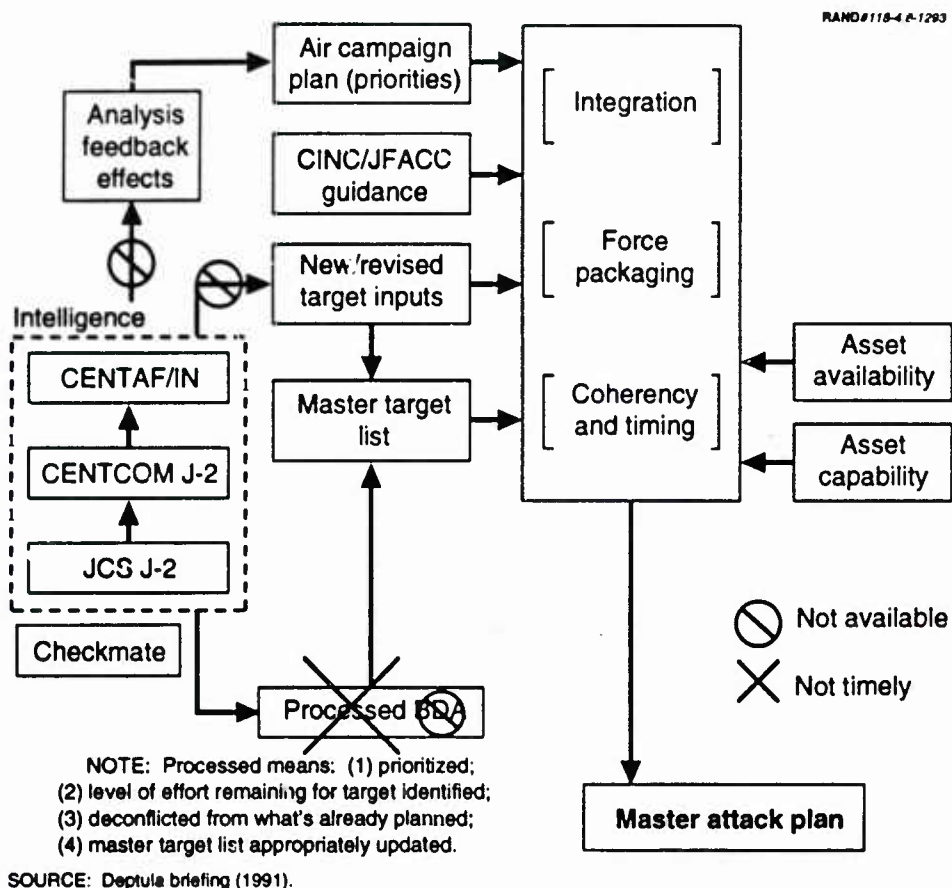 RAND#118-4.8-1293
Air campaign
plan (priorities)
Analysis
feedback
effects
CINC/JFACC
guidance
New/revised
target inputs
Master target
list
Intelligence
CENTAF/IN
CENTCOM J-2
JCS J-2
Checkmate
Processed BDA
[Integration]
[Force
packaging]
[Coherency
and timing]
Asset
availability
Asset
capability
Not available
Not timely
Master attack plan
NOTE: Processed means: (1) prioritized;
(2) level of effort remaining for target identified;
(3) deconflicted from what's already planned;
(4) master target list appropriately updated.
SOURCE: Deptula briefing (1991).